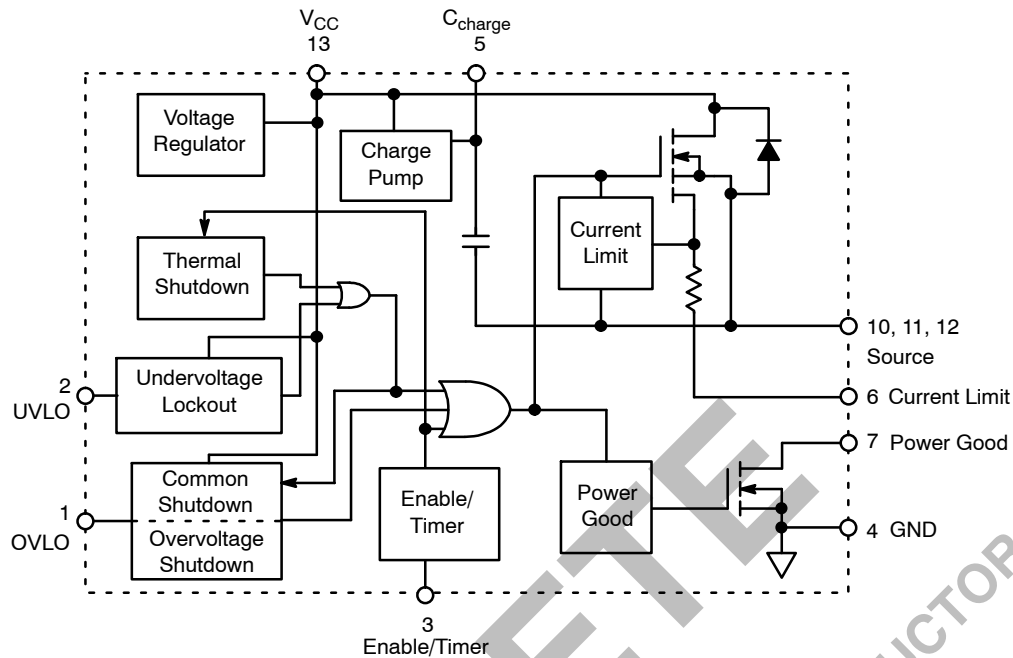 VCC
13
Ccharge
5
Voltage
Regulator
Charge
Pump
Current
Limit
Thermal
Shutdown
10, 11, 12
Source
2
UVLO
Undervoltage
Lockout
6 Current Limit
7 Power Good
1
OVLO
Common
Shutdown
Overvoltage
Shutdown
Enable/
Timer
Power
Good
4 GND
3
Enable/Timer